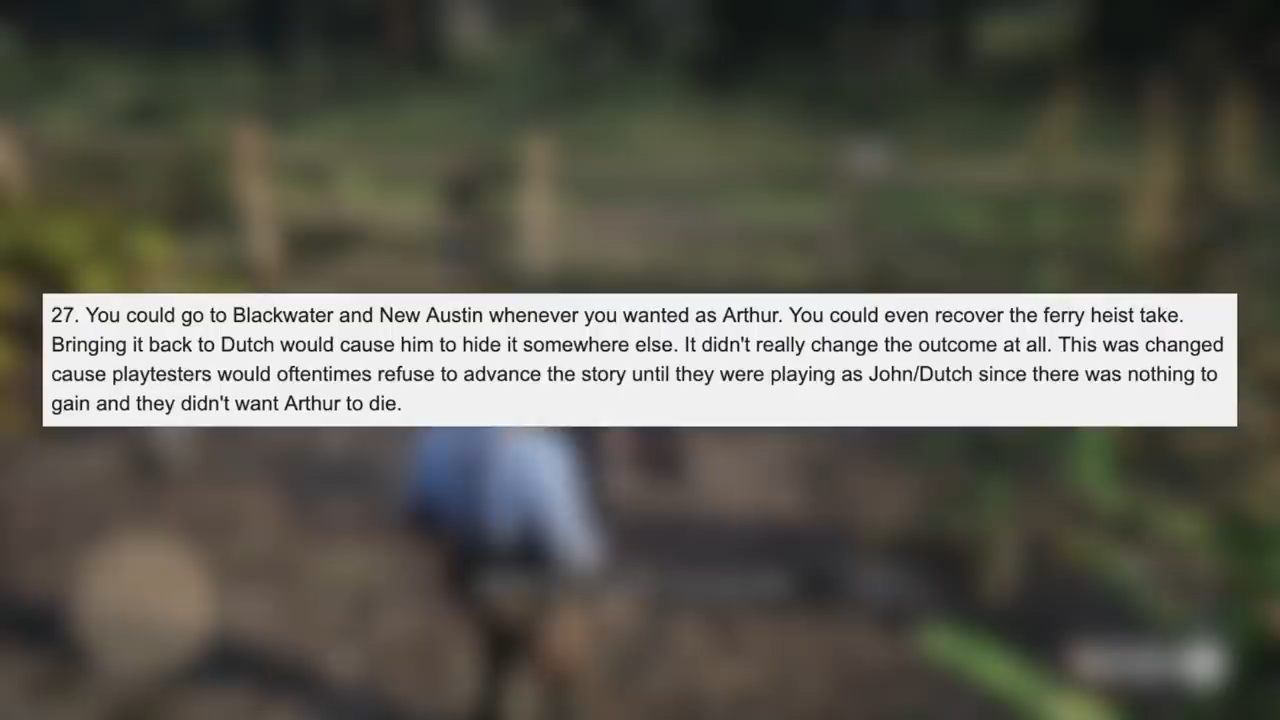 27. You could go to Blackwater and New Austin whenever you wanted as Arthur. You could even recover the ferry heist take.
Bringing it back to Dutch would cause him to hide it somewhere else. It didn't really change the outcome at all. This was changed
cause playtesters would oftentimes refuse to advance the story until they were playing as John/Dutch since there was nothing to
gain and they didn't want Arthur to die.